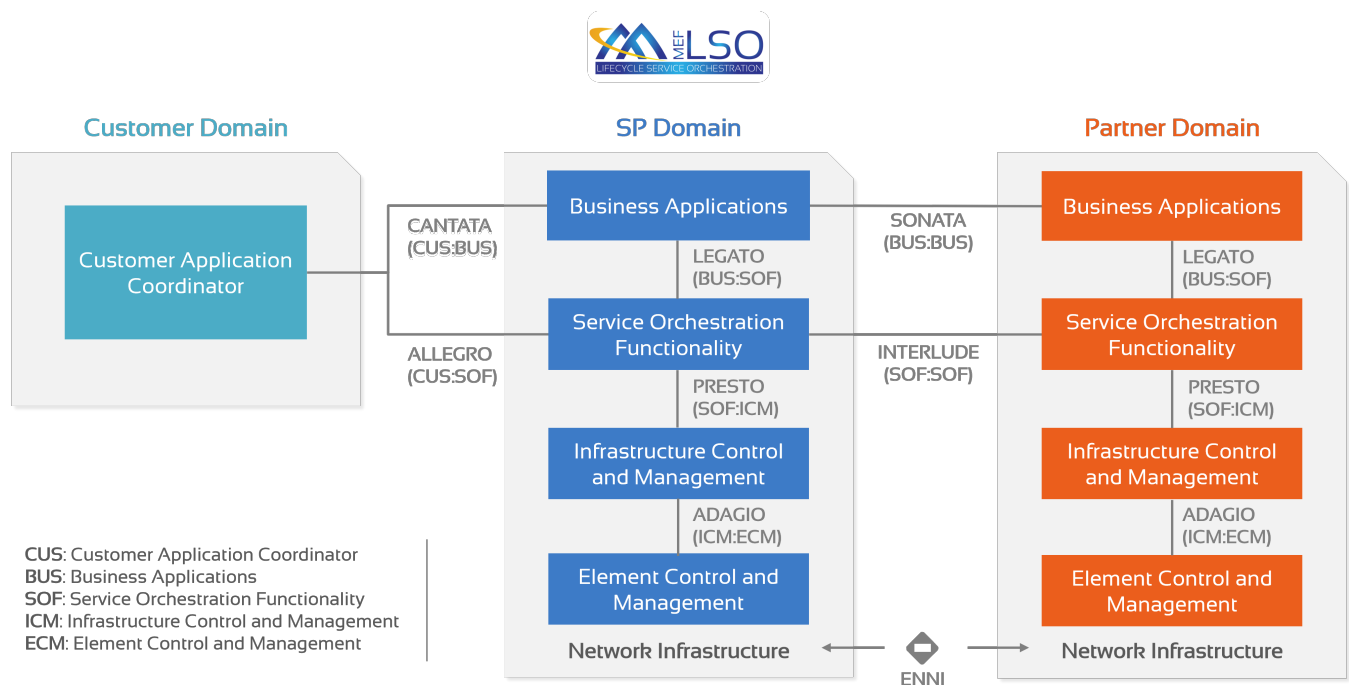 MEF
LSO
LIFECYCLE SERVICE ORCHESTRATION
Customer Domain
SP Domain
Partner Domain
Customer Application
Coordinator
CANTATA
(CUS:BUS)
ALLEGRO
(CUS:SOF)
Business Applications
LEGATO
(BUS:SOF)
Service Orchestration
Functionality
PRESTO
(SOF:ICM)
Infrastructure Control
and Management
ADAGIO
(ICM:ECM)
Element Control and
Management
Network Infrastructure
SONATA
(BUS:BUS)
INTERLUDE
(SOF:SOF)
ENNI
Business Applications
LEGATO
(BUS:SOF)
Service Orchestration
Functionality
PRESTO
(SOF:ICM)
Infrastructure Control
and Management
ADAGIO
(ICM:ECM)
Element Control and
Management
Network Infrastructure
CUS: Customer Application Coordinator
BUS: Business Applications
SOF: Service Orchestration Functionality
ICM: Infrastructure Control and Management
ECM: Element Control and Management